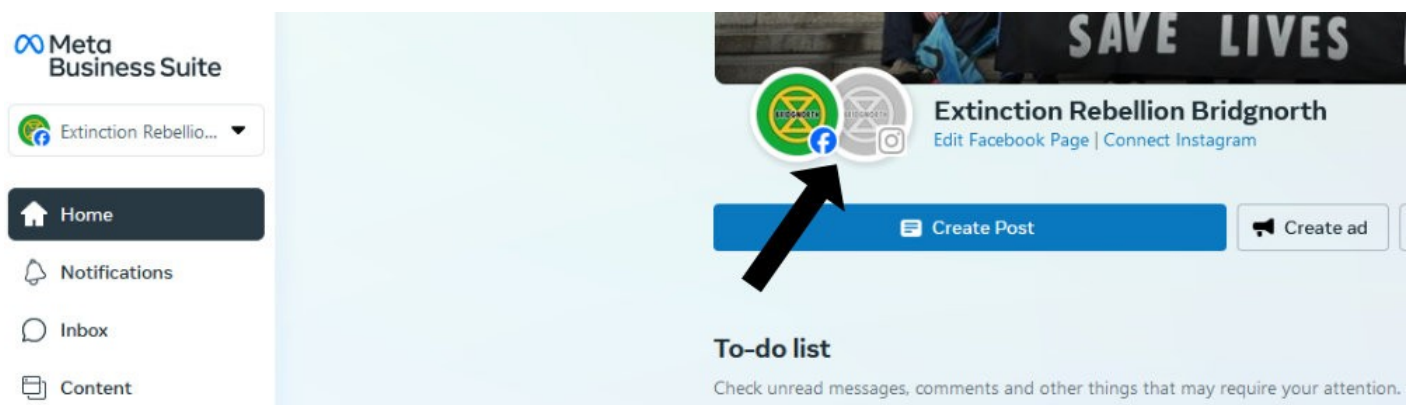 Meta
Business Suite
Extinction Rebellio...
Home
Notifications
Inbox
Content
SAVE LIVES
BRIDGNORTH
BRIDGNORTH
Extinction Rebellion Bridgnorth
Edit Facebook Page | Connect Instagram
Create Post
Create ad
To-do list
Check unread messages, comments and other things that may require your attention.